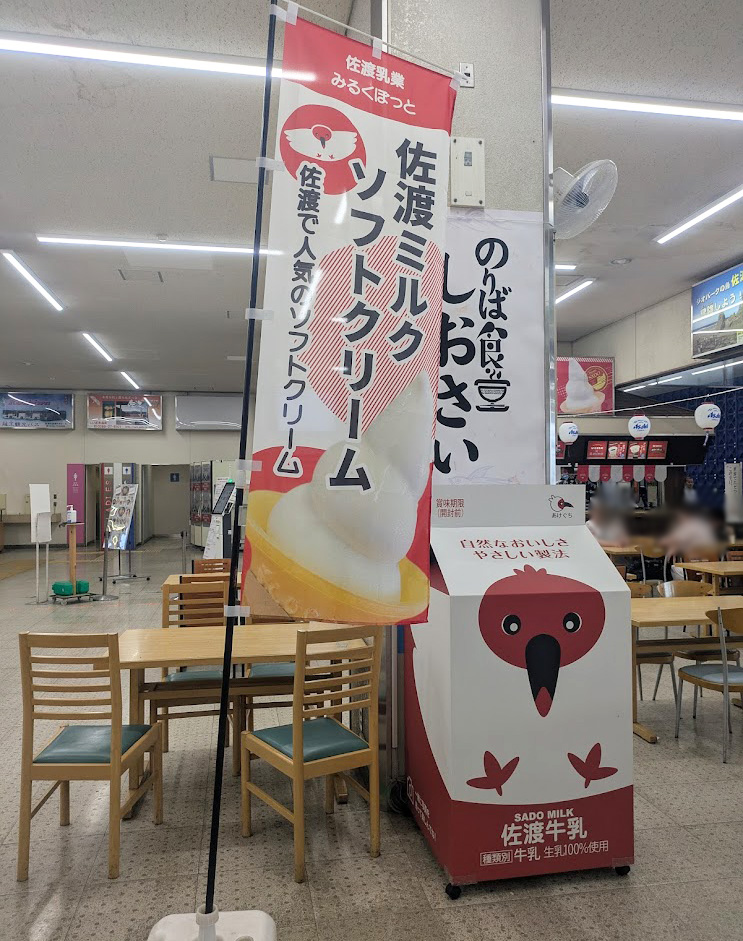 佐渡乳業
みるくぽっと
佐渡ミルク
ソフトクリーム
佐渡で人気のソフトクリーム
のりば食堂
しおさい
賞味期限
(開封前)
あけぐち
自然なおいしさ
やさしい製法
SADO MILK
佐渡牛乳
種類別 牛乳 生乳100%使用
Asahi
Asahi